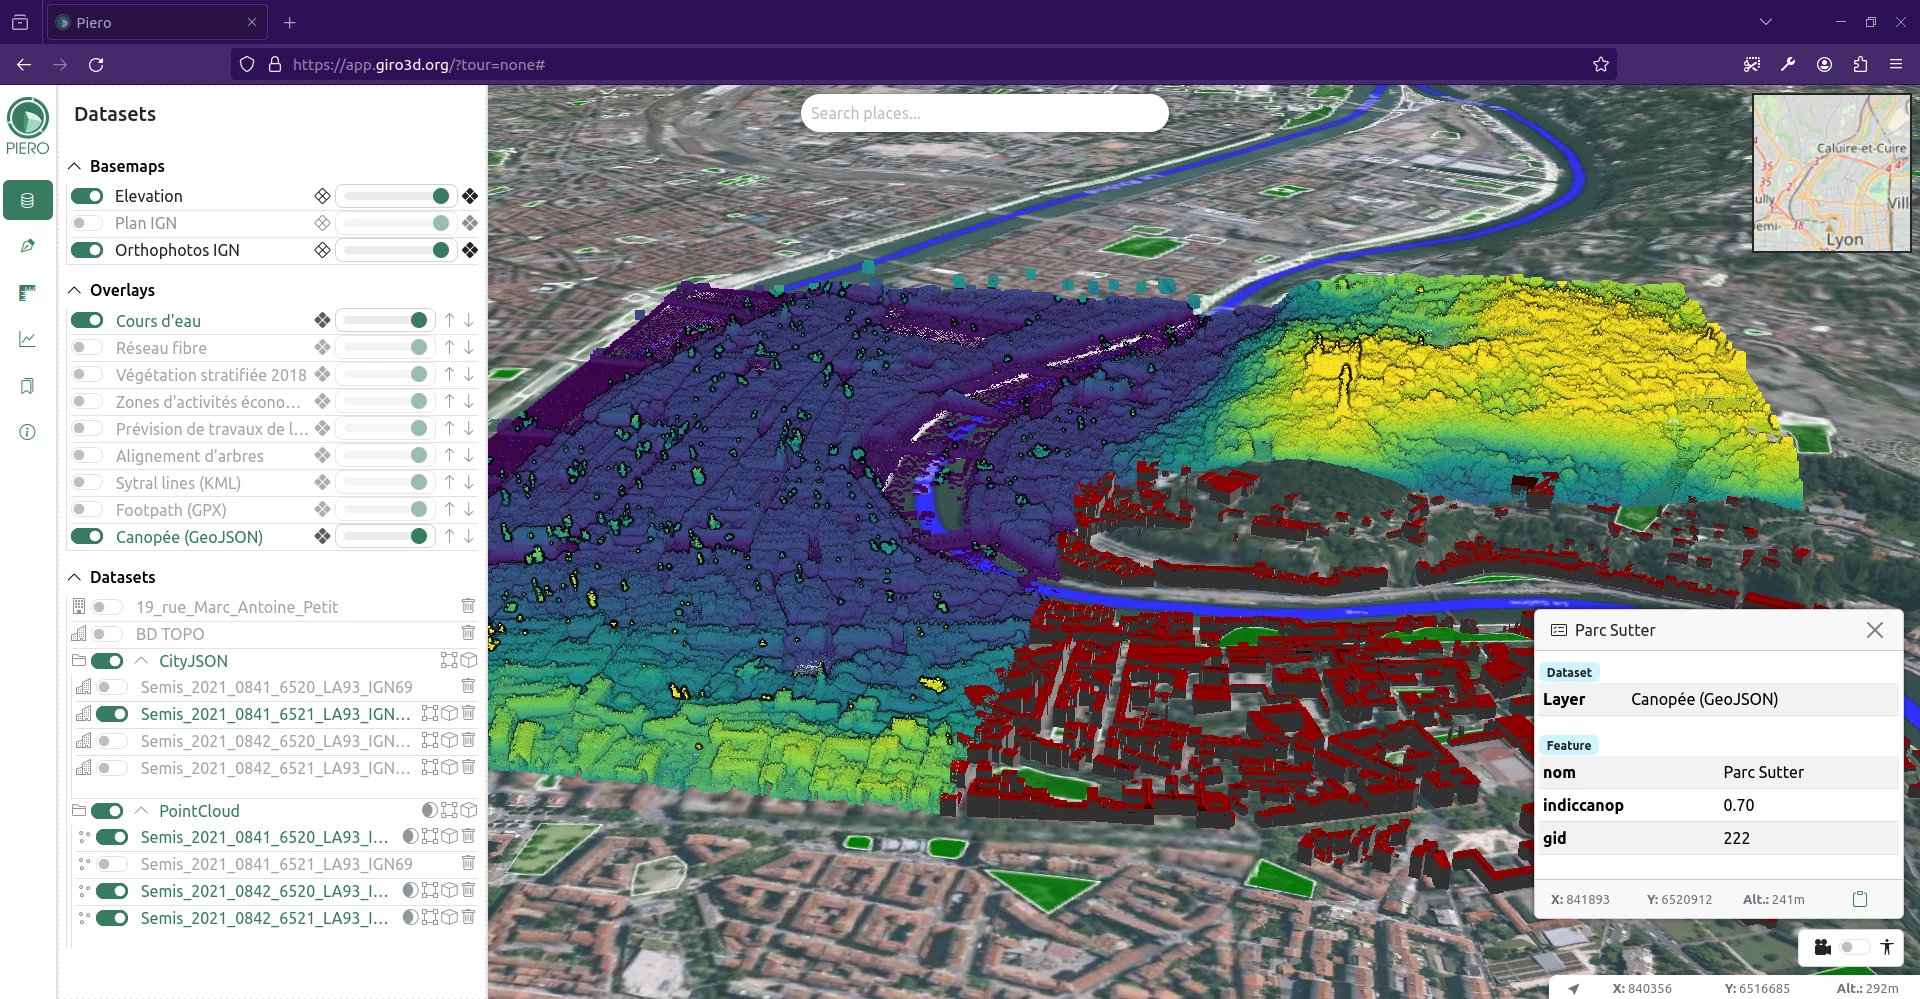 Piero
https://app.giro3d.org/?tour=none#
PIERO
Datasets
Basemaps
Elevation
Plan IGN
Orthophotos IGN
Overlays
Cours d'eau
Réseau fibre
Végétation stratifiée 2018
Zones d'activités écono...
Prévision de travaux de l...
Alignement d'arbres
Sytral lines (KML)
Footpath (GPX)
Canopée (GeoJSON)
Datasets
19_rue_Marc_Antoine_Petit
BD TOPO
CityJSON
Semis_2021_0841_6520_LA93_IGN69
Semis_2021_0841_6521_LA93_IGN...
Semis_2021_0842_6520_LA93_IGN...
Semis_2021_0842_6521_LA93_IGN...
PointCloud
Semis_2021_0841_6520_LA93_I...
Semis_2021_0841_6521_LA93_IGN69
Semis_2021_0842_6520_LA93_I...
Semis_2021_0842_6521_LA93_I...
Search places...
Caluire-et-Cuire
35
35
38
Lyon
Parc Sutter
Dataset
Layer Canopée (GeoJSON)
Feature
nom Parc Sutter
indiccanop 0.70
gid 222
X: 841893 Y: 6520912 Alt.: 241m
X: 840356 Y: 6516685 Alt.: 292m